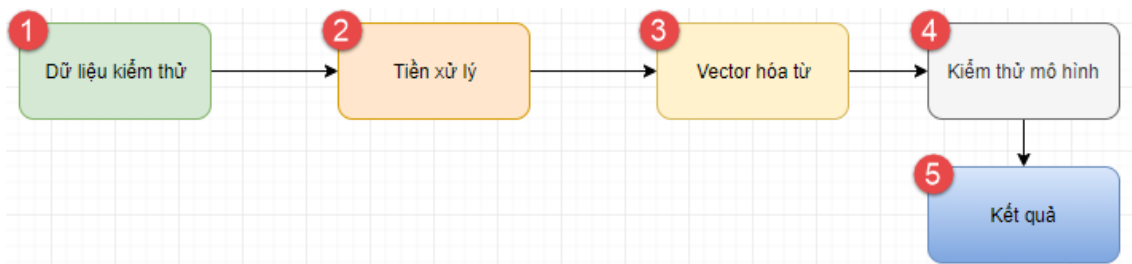 1
Dữ liệu kiểm thử
2
Tiền xử lý
3
Vector hóa từ
4
Kiểm thử mô hình
5
Kết quả